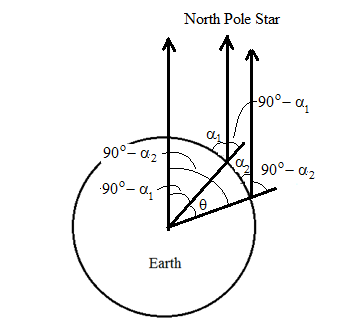 North Pole Star
90°– α₁
α₁
90°– α₂
α₂
90°– α₂
90°– α₁
θ
Earth